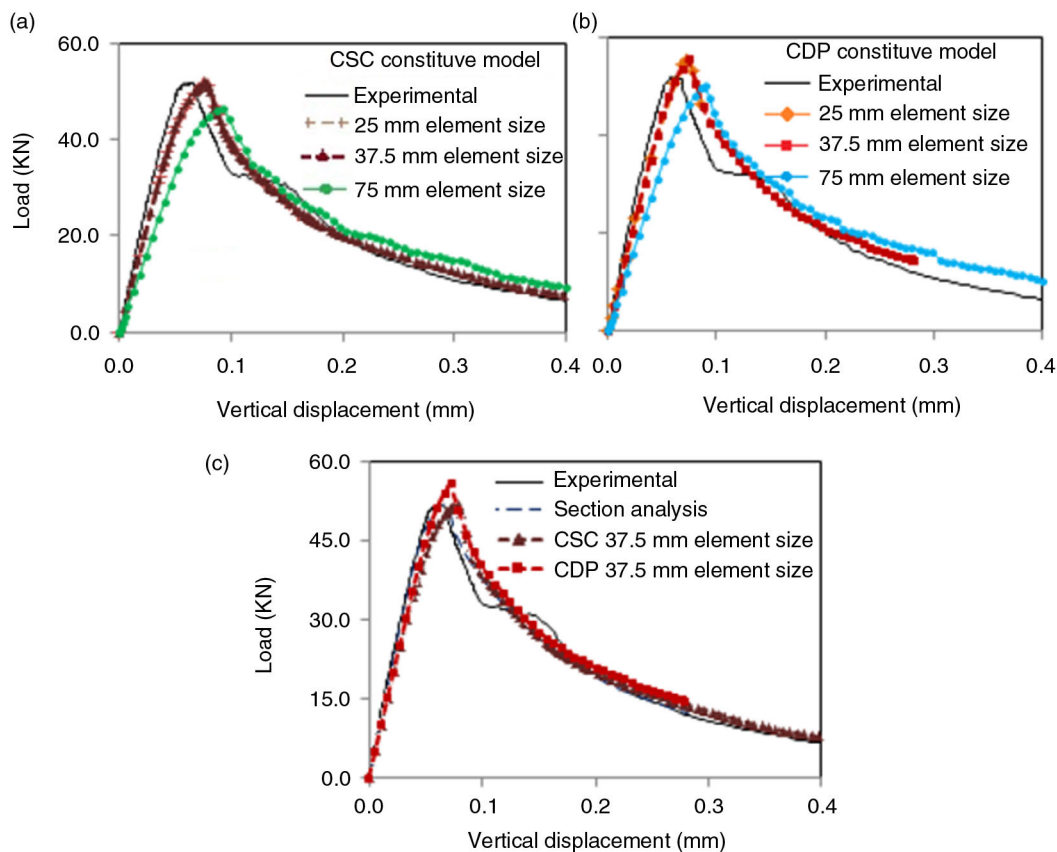 (a)
60.0
40.0
20.0
0.0
Load (KN)
CSC constituve model
Experimental
25 mm element size
37.5 mm element size
75 mm element size
0.0 0.1 0.2 0.3 0.4
Vertical displacement (mm)
(b)
CDP constituve model
Experimental
25 mm element size
37.5 mm element size
75 mm element size
0.0 0.1 0.2 0.3 0.4
Vertical displacement (mm)
(c)
60.0
45.0
30.0
15.0
0.0
Load (KN)
Experimental
Section analysis
CSC 37.5 mm element size
CDP 37.5 mm element size
0.0 0.1 0.2 0.3 0.4
Vertical displacement (mm)